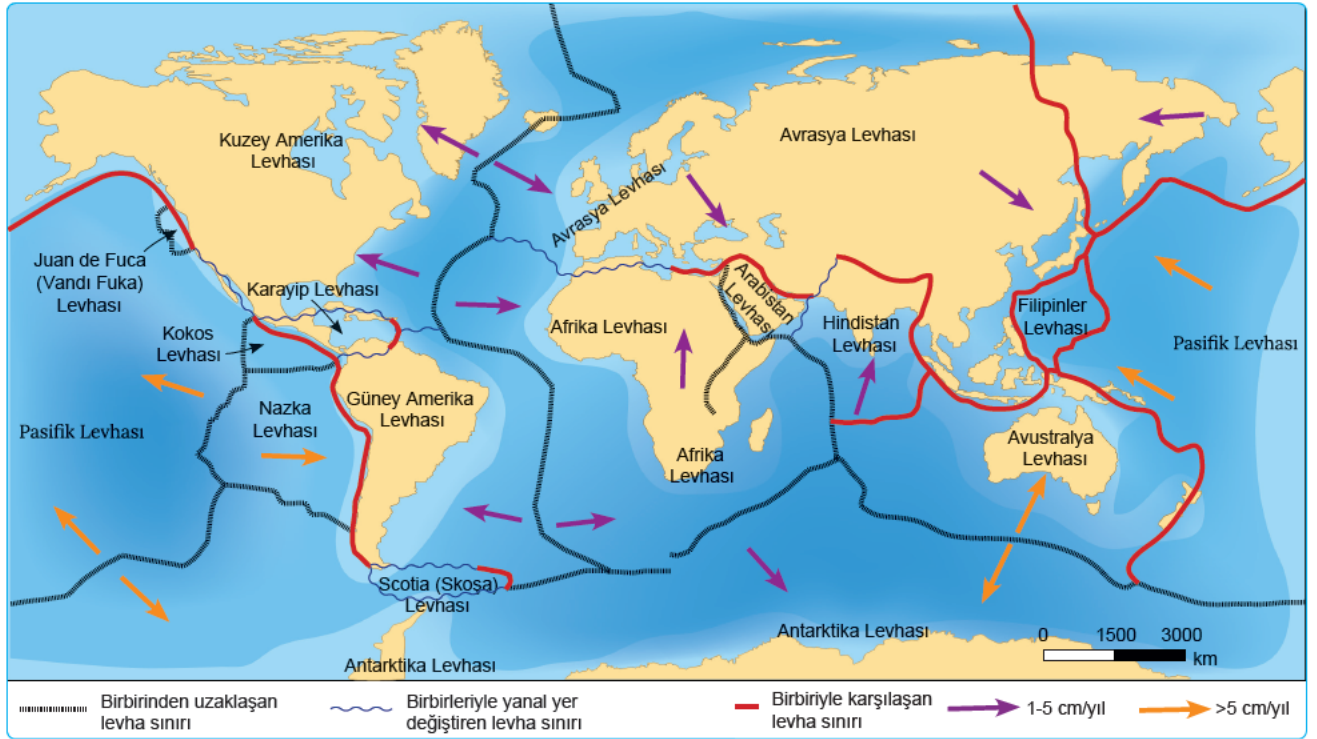 Kuzey Amerika
Levhası
Avrasya Levhası
Avrasya Levhası
Juan de Fuca
(Vandı Fuka)
Levhası
Karayip Levhası
Kokos
Levhası
Afrika Levhası
Arabistan
Levhası
Hindistan
Levhası
Filipinler
Levhası
Pasifik Levhası
Nazka
Levhası
Güney Amerika
Levhası
Pasifik Levhası
Afrika
Levhası
Avustralya
Levhası
Scotia (Skoşa)
Levhası
Antarktika Levhası
Antarktika Levhası
0 1500 3000
km
Birbirinden uzaklaşan
levha sınırı
Birbirleriyle yanal yer
değiştiren levha sınırı
Birbiriyle karşılaşan
levha sınırı
1-5 cm/yıl
>5 cm/yıl